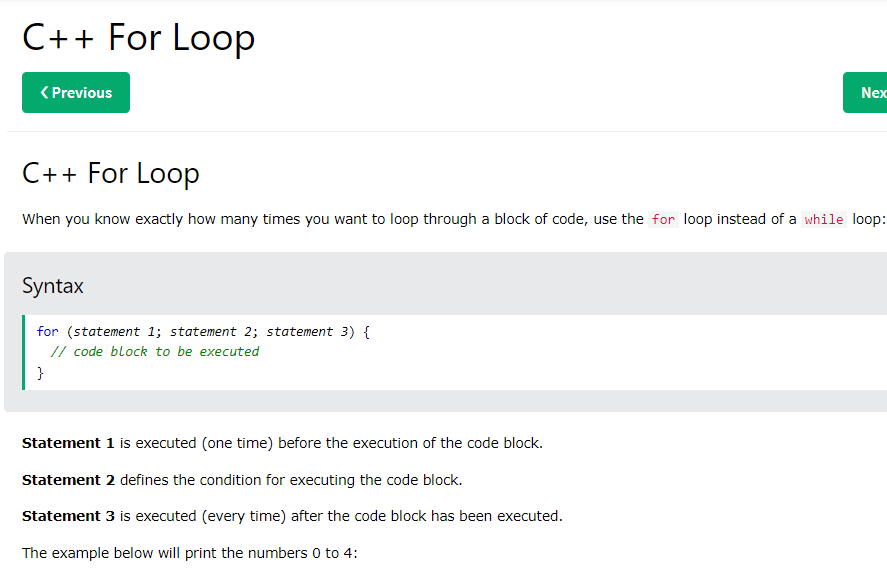 C++ For Loop
❮ Previous
Nex
C++ For Loop
When you know exactly how many times you want to loop through a block of code, use the for loop instead of a while loop:
Syntax
for (statement 1; statement 2; statement 3) {
// code block to be executed
}
Statement 1 is executed (one time) before the execution of the code block.
Statement 2 defines the condition for executing the code block.
Statement 3 is executed (every time) after the code block has been executed.
The example below will print the numbers 0 to 4: